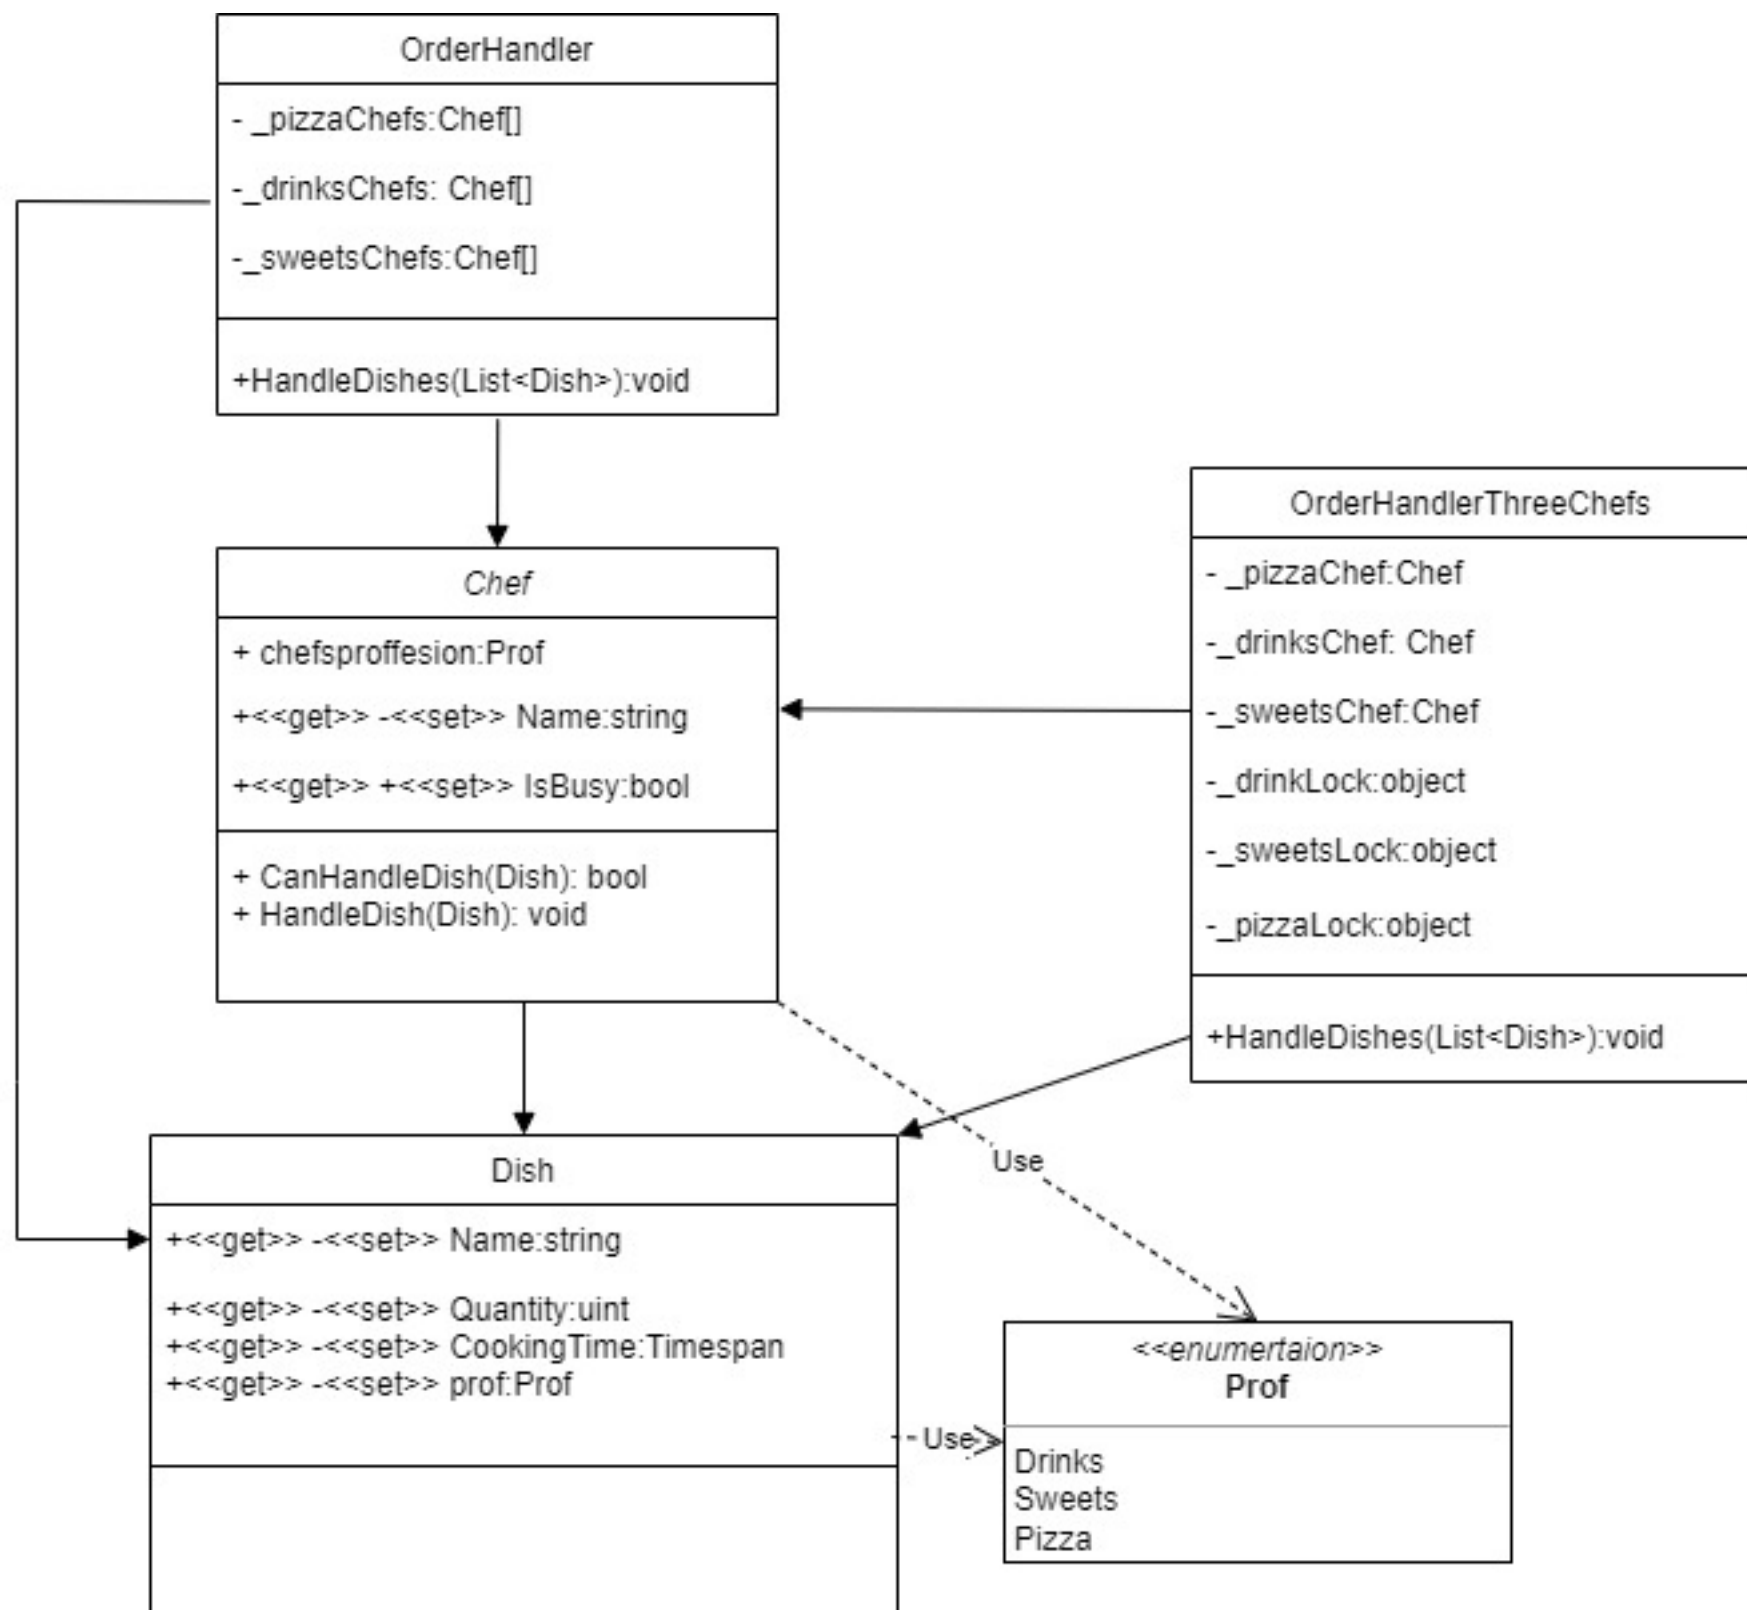 OrderHandler
- _pizzaChefs:Chef[]
-_drinksChefs: Chef[]
-_sweetsChefs:Chef[]
+HandleDishes(List<Dish>):void
Chef
+ chefsproffesion:Prof
+<<get>> -<<set>> Name:string
+<<get>> +<<set>> IsBusy:bool
+ CanHandleDish(Dish): bool
+ HandleDish(Dish): void
OrderHandlerThreeChefs
- _pizzaChef:Chef
-_drinksChef: Chef
-_sweetsChef:Chef
-_drinkLock:object
-_sweetsLock:object
-_pizzaLock:object
+HandleDishes(List<Dish>):void
Use
Dish
+<<get>> -<<set>> Name:string
+<<get>> -<<set>> Quantity:uint
+<<get>> -<<set>> CookingTime:Timespan
+<<get>> -<<set>> prof:Prof
Use
<<enumertaion>>
Prof
Drinks
Sweets
Pizza